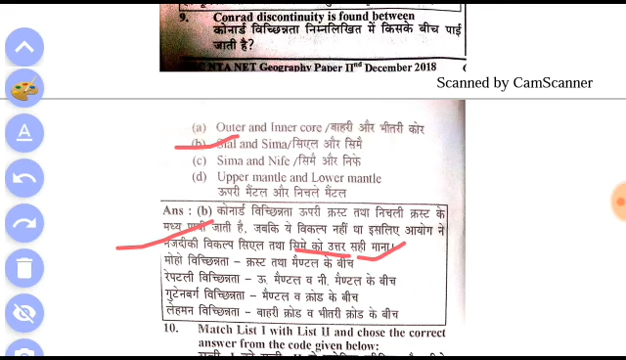 9. Conrad discontinuity is found between
कोनार्ड विच्छिन्नता निम्नलिखित में किसके बीच पाई
जाती है?
NTA NET Geography Paper IInd December 2018
Scanned by CamScanner
(a) Outer and Inner core /बाहरी और भीतरी कोर
(b) Sial and Sima/सिएल और सिमै
(c) Sima and Nife /सिमै और निफे
(d) Upper mantle and Lower mantle
ऊपरी मैंटल और निचले मैंटल
Ans : (b) कोनार्ड विच्छिन्नता ऊपरी क्रस्ट तथा निचली क्रस्ट के
मध्य पायी जाती है, जबकि ये विकल्प नहीं था इसलिए आयोग ने
नजदीकी विकल्प सिएल तथा सिमै को उत्तर सही माना।
मोहो विच्छिन्नता – क्रस्ट तथा मैण्टल के बीच
रेपटली विच्छिन्नता – ऊ. मैण्टल व नी. मैण्टल के बीच
गुटेनबर्ग विच्छिन्नता – मैण्टल व क्रोड के बीच
लेहमन विच्छिन्नता – बाहरी क्रोड व भीतरी क्रोड के बीच
10. Match List I with List II and chose the correct
answer from the code given below: